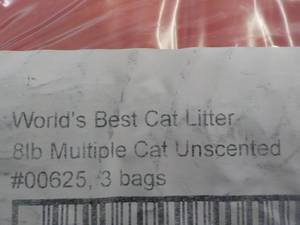 World's Best Cat Litter
8lb Multiple Cat Unscented
#00625, 3 bags